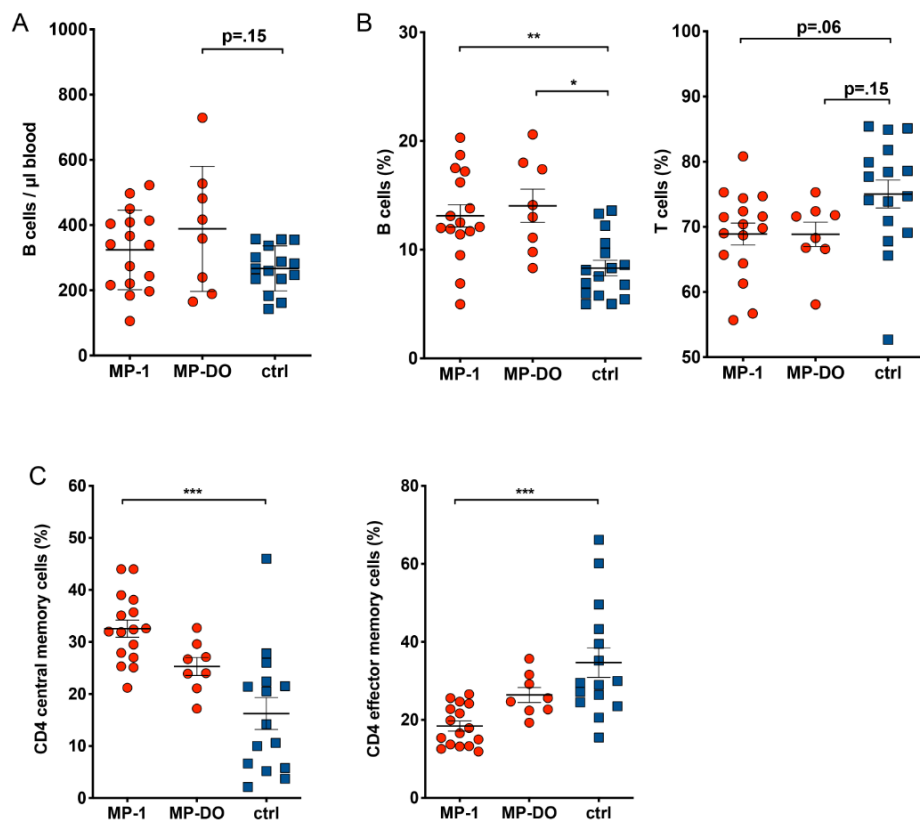 A
B cells / µl blood
1000
800
600
400
200
0
p=.15
MP-1 MP-DO ctrl
B
B cells (%)
30
20
10
0
**
*
MP-1 MP-DO ctrl
T cells (%)
100
90
80
70
60
50
p=.06
p=.15
MP-1 MP-DO ctrl
C
CD4 central memory cells (%)
60
50
40
30
20
10
0
***
MP-1 MP-DO ctrl
CD4 effector memory cells (%)
80
60
40
20
0
***
MP-1 MP-DO ctrl